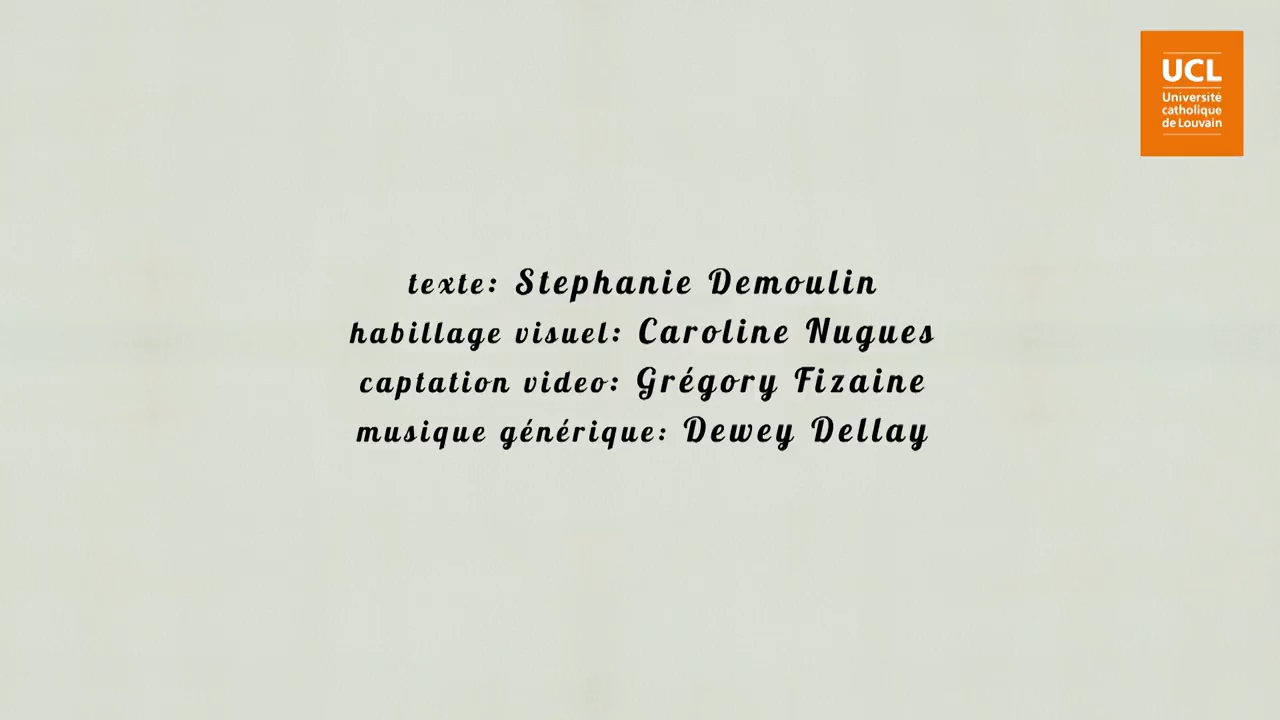 UCL
Université
catholique
de Louvain
texte: Stephanie Demoulin
habillage visuel: Caroline Nugues
captation video: Grégory Fizaine
musique générique: Dewey Dellay